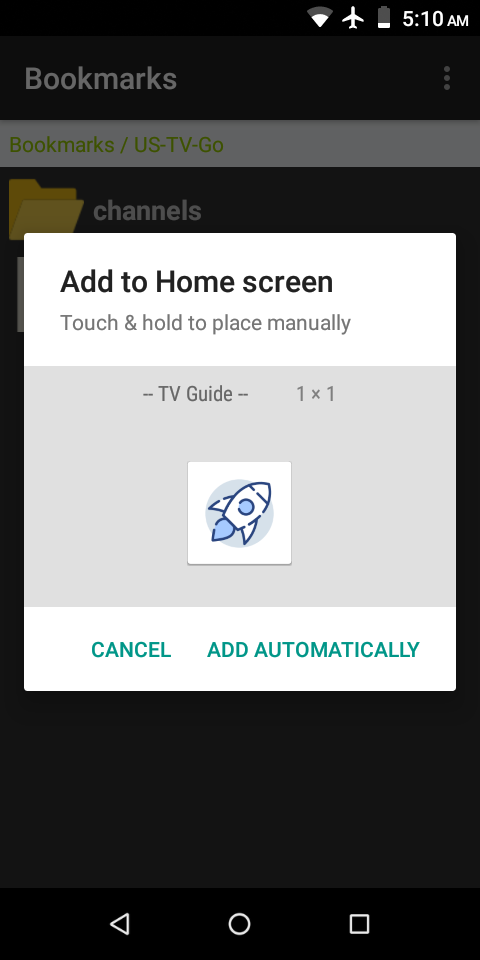 5:10 AM
Bookmarks
Bookmarks / US-TV-Go
channels
Add to Home screen
Touch & hold to place manually
-- TV Guide -- 1 × 1
CANCEL ADD AUTOMATICALLY